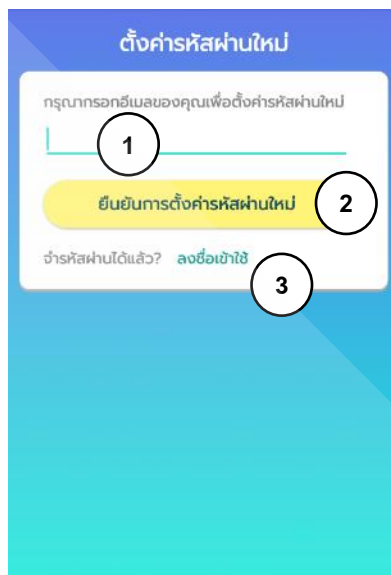 ตั้งค่ารหัสผ่านใหม่
กรุณากรอกอีเมลของคุณเพื่อตั้งค่ารหัสผ่านใหม่
1
ยืนยันการตั้งค่ารหัสผ่านใหม่ 2
จำรหัสผ่านได้แล้ว? ลงชื่อเข้าใช้
3